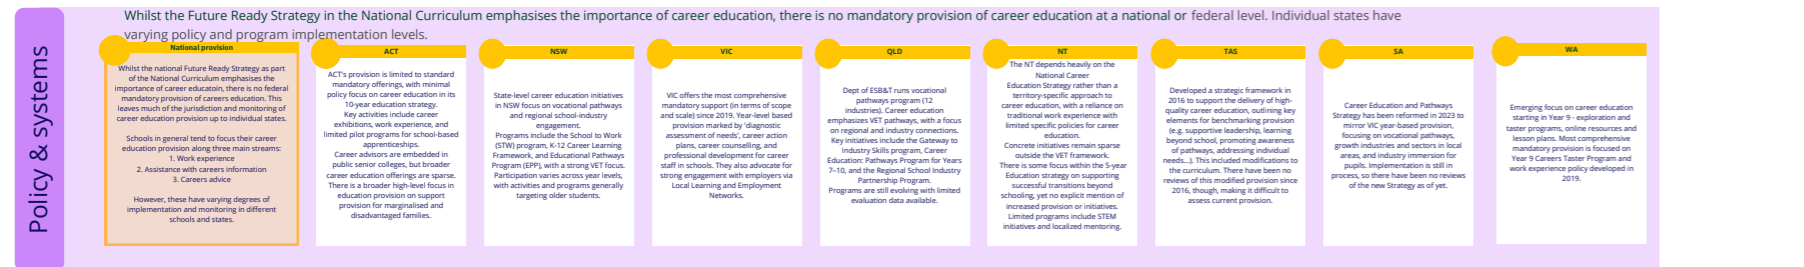 Whilst the Future Ready Strategy in the National Curriculum emphasises the importance of career education, there is no mandatory provision of career education at a national or federal level. Individual states have
varying policy and program implementation levels.
Policy & systems
National provision
Whilst the national Future Ready Strategy as part
of the National Curriculum emphasises the
importance of career educatoin, there is no federal
mandatory provision of careers education. This
leaves much of the jurisdiction and monitoring of
career education provision up to individual states.
Schools in general tend to focus their career
education provision along three main streams:
1. Work experience
2. Assistance with careers information
3. Careers advice
However, these have varying degrees of
implementation and monitoring in different
schools and states.
ACT
ACT's provision is limited to standard
mandatory offerings, with minimal
policy focus on career education in its
10-year education strategy.
Key activities include career
exhibitions, work experience, and
limited pilot programs for school-based
apprenticeships.
Career advisors are embedded in
public senior colleges, but broader
career education offerings are sparse.
There is a broader high-level focus in
education provision on support
provision for marginalised and
disadvantaged families.
NSW
State-level career education initiatives
in NSW focus on vocational pathways
and regional school-industry
engagement.
Programs include the School to Work
(STW) program, K-12 Career Learning
Framework, and Educational Pathways
Program (EPP), with a strong VET focus.
Participation varies across year levels,
with activities and programs generally
targeting older students.
VIC
VIC offers the most comprehensive
mandatory support (in terms of scope
and scale) since 2019. Year-level based
provision marked by 'diagnostic
assessment of needs', career action
plans, career counselling, and
professional development for career
staff in schools. They also advocate for
strong engagement with employers via
Local Learning and Employment
Networks.
QLD
Dept of ESB&T runs vocational
pathways program (12
industries). Career education
emphasizes VET pathways, with a focus
on regional and industry connections.
Key initiatives include the Gateway to
Industry Skills program, Career
Education: Pathways Program for Years
7–10, and the Regional School Industry
Partnership Program.
Programs are still evolving with limited
evaluation data available.
NT
The NT depends heavily on the
National Career
Education Strategy rather than a
territory-specific approach to
career education, with a reliance on
traditional work experience with
limited specific policies for career
education.
Concrete initiatives remain sparse
outside the VET framework.
There is some focus within the 5-year
Education strategy on supporting
successful transitions beyond
schooling, yet no explicit mention of
increased provision or initiatives.
Limited programs include STEM
initiatives and localized mentoring.
TAS
Developed a strategic framework in
2016 to support the delivery of high-
quality career education, outlining key
elements for benchmarking provision
(e.g. supportive leadership, learning
beyond school, promoting awareness
of pathways, addressing individual
needs...). This included modifications to
the curriculum. There have been no
reviews of this modified provision since
2016, though, making it difficult to
assess current provision.
SA
Career Education and Pathways
Strategy has been reformed in 2023 to
mirror VIC year-based provision,
focusing on vocational pathways,
growth industries and sectors in local
areas, and industry immersion for
pupils. Implementation is still in
process, so there have been no reviews
of the new Strategy as of yet.
WA
Emerging focus on career education
starting in Year 9 - exploration and
taster programs, online resources and
lesson plans. Most comprehensive
mandatory provision is focused on
Year 9 Careers Taster Program and
work experience policy developed in
2019.